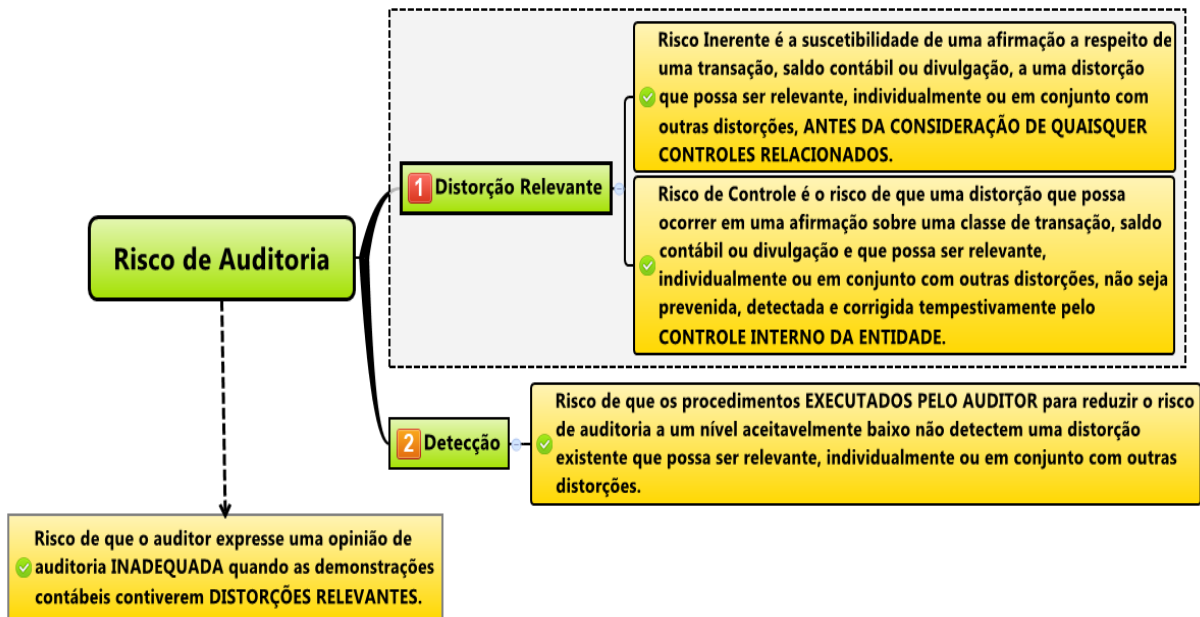 Risco de Auditoria
1 Distorção Relevante
Risco Inerente é a suscetibilidade de uma afirmação a respeito de
uma transação, saldo contábil ou divulgação, a uma distorção
que possa ser relevante, individualmente ou em conjunto com
outras distorções, ANTES DA CONSIDERAÇÃO DE QUAISQUER
CONTROLES RELACIONADOS.
Risco de Controle é o risco de que uma distorção que possa
ocorrer em uma afirmação sobre uma classe de transação, saldo
contábil ou divulgação e que possa ser relevante,
individualmente ou em conjunto com outras distorções, não seja
prevenida, detectada e corrigida tempestivamente pelo
CONTROLE INTERNO DA ENTIDADE.
2 Detecção
Risco de que os procedimentos EXECUTADOS PELO AUDITOR para reduzir o risco
de auditoria a um nível aceitavelmente baixo não detectem uma distorção
existente que possa ser relevante, individualmente ou em conjunto com outras
distorções.
Risco de que o auditor expresse uma opinião de
auditoria INADEQUADA quando as demonstrações
contábeis contiverem DISTORÇÕES RELEVANTES.